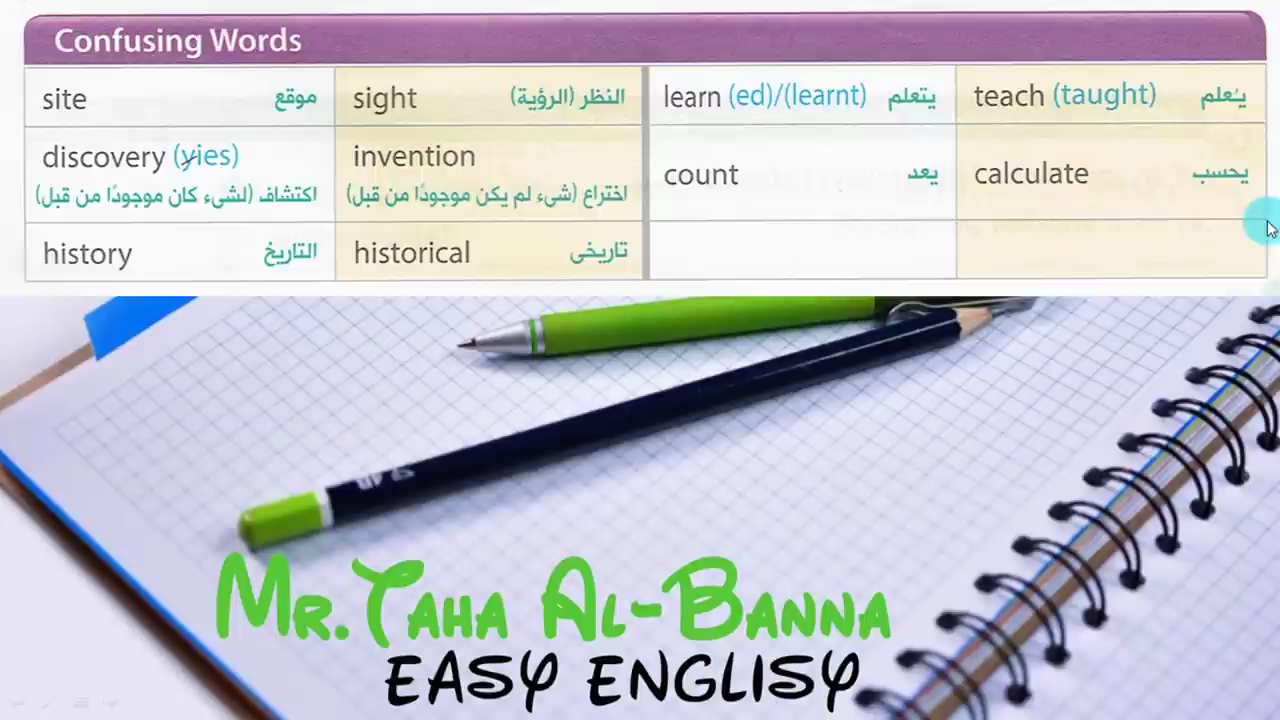 Confusing Words
site موقع sight النظر (الرؤية) learn (ed)/(learnt) يتعلم teach (taught) يُعلم
discovery (yies) invention
اكتشاف (لشىء كان موجودًا من قبل) اختراع (شىء لم يكن موجودًا من قبل) count يعد calculate يحسب
history التاريخ historical تاريخى
MR.TAHA AL-BANNA
EASY ENGLISY